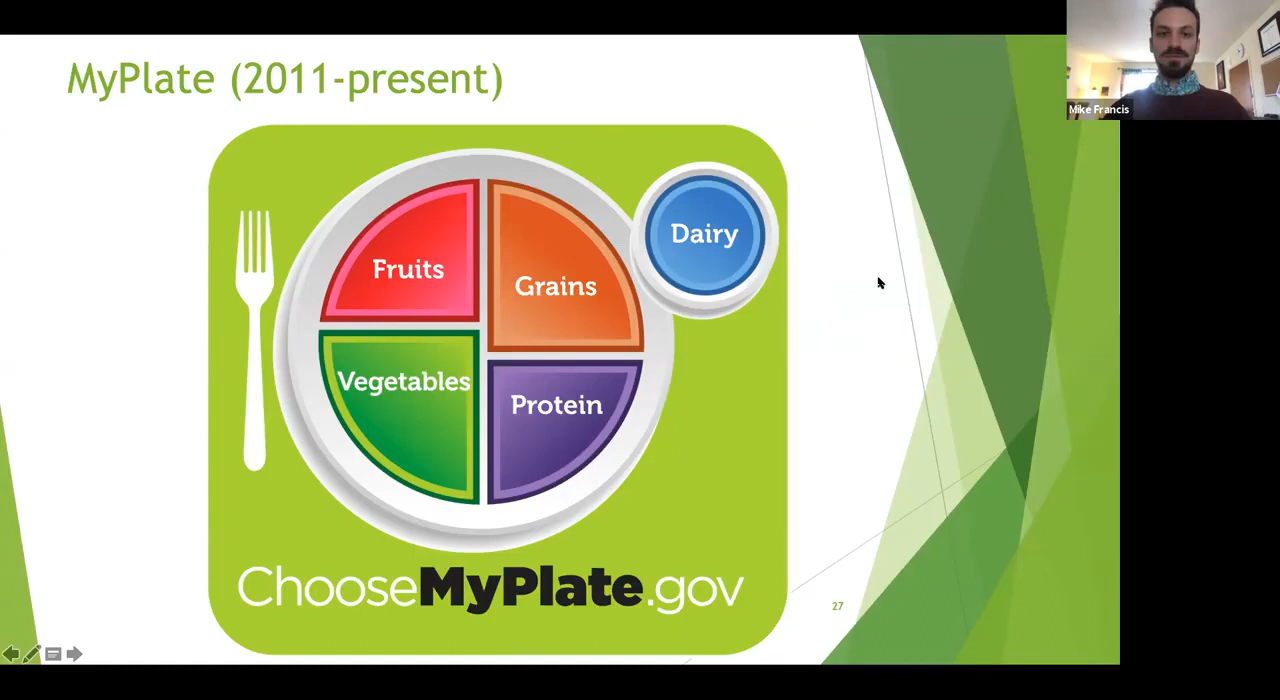 MyPlate (2011-present)
Mike Francis
Dairy
Fruits
Grains
Vegetables
Protein
ChooseMyPlate.gov
27